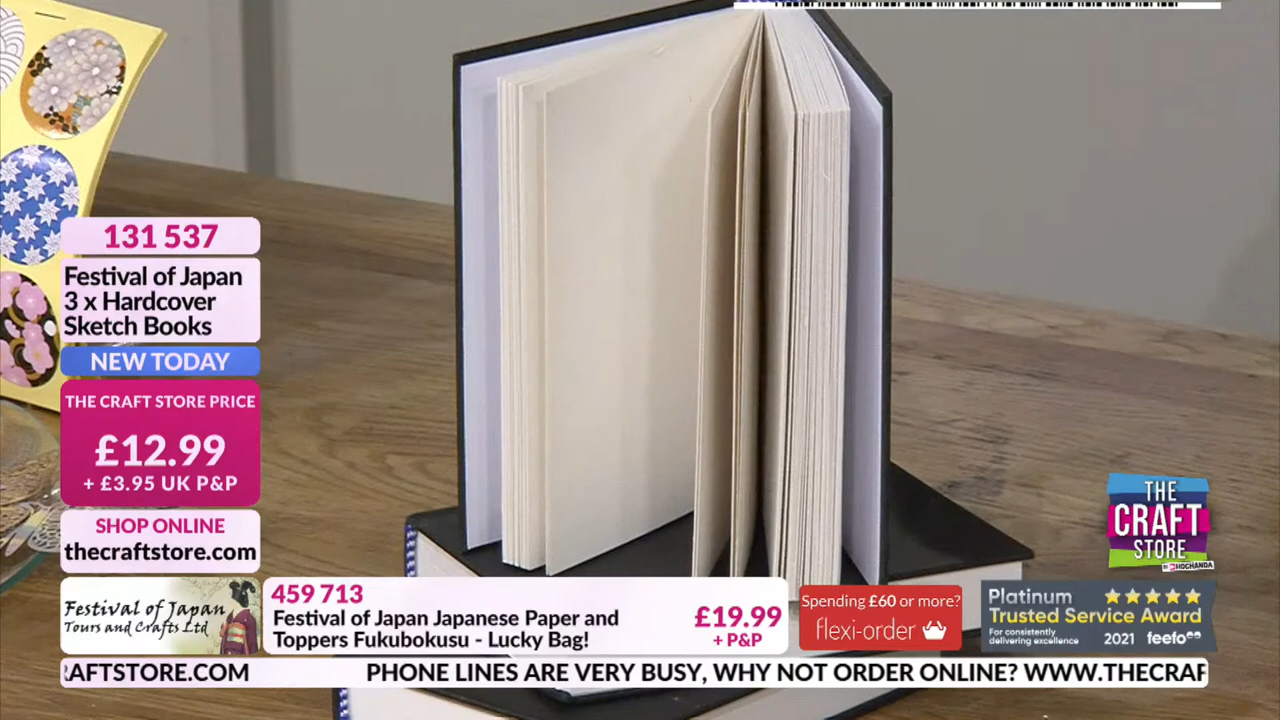 131 537
Festival of Japan
3 x Hardcover
Sketch Books
NEW TODAY
THE CRAFT STORE PRICE
£12.99
+ £3.95 UK P&P
SHOP ONLINE
thecraftstore.com
THE
CRAFT
STORE
BY HOCHANDA
Festival of Japan
Tours and Crafts Ltd
459 713
Festival of Japan Japanese Paper and
Toppers Fukubokusu - Lucky Bag!
£19.99
+ P&P
Spending £60 or more?
flexi-order
Platinum
Trusted Service Award
For consistently
delivering excellence
2021 feefo
RAFTSTORE.COM PHONE LINES ARE VERY BUSY, WHY NOT ORDER ONLINE? WWW.THECRAF